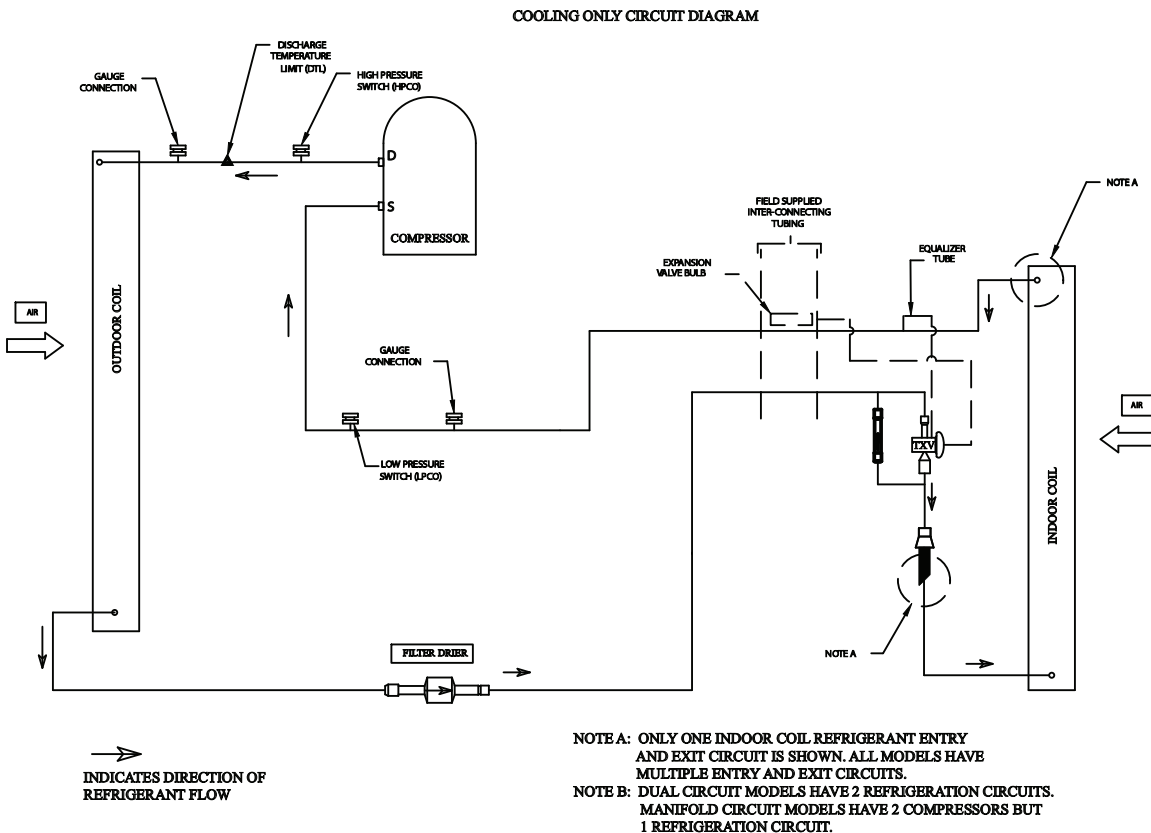 COOLING ONLY CIRCUIT DIAGRAM
DISCHARGE
TEMPERATURE
LIMIT (DTL)
GAUGE
CONNECTION
HIGH PRESSURE
SWITCH (HPCO)
D
S
COMPRESSOR
NOTE A
FIELD SUPPLIED
INTER-CONNECTING
TUBING
EQUALIZER
TUBE
EXPANSION
VALVE BULB
AIR
OUTDOOR COIL
GAUGE
CONNECTION
AIR
TXV
LOW PRESSURE
SWITCH (LPCO)
INDOOR COIL
FILTER DRIER
NOTE A
INDICATES DIRECTION OF
REFRIGERANT FLOW
NOTE A: ONLY ONE INDOOR COIL REFRIGERANT ENTRY
AND EXIT CIRCUIT IS SHOWN. ALL MODELS HAVE
MULTIPLE ENTRY AND EXIT CIRCUITS.
NOTE B: DUAL CIRCUIT MODELS HAVE 2 REFRIGERATION CIRCUITS.
MANIFOLD CIRCUIT MODELS HAVE 2 COMPRESSORS BUT
1 REFRIGERATION CIRCUIT.